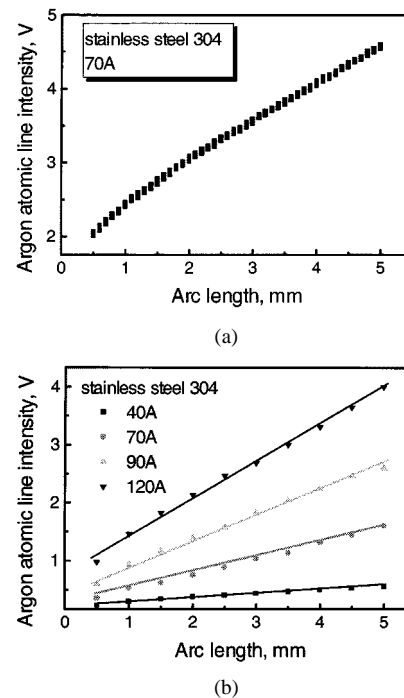 stainless steel 304
70A
Argon atomic line intensity, V
5
4
3
2
0
1
2
3
4
5
Arc length, mm
(a)
stainless steel 304
40A
70A
90A
120A
Argon atomic line intensity, V
4
3
2
1
0
1
2
3
4
5
Arc length, mm
(b)